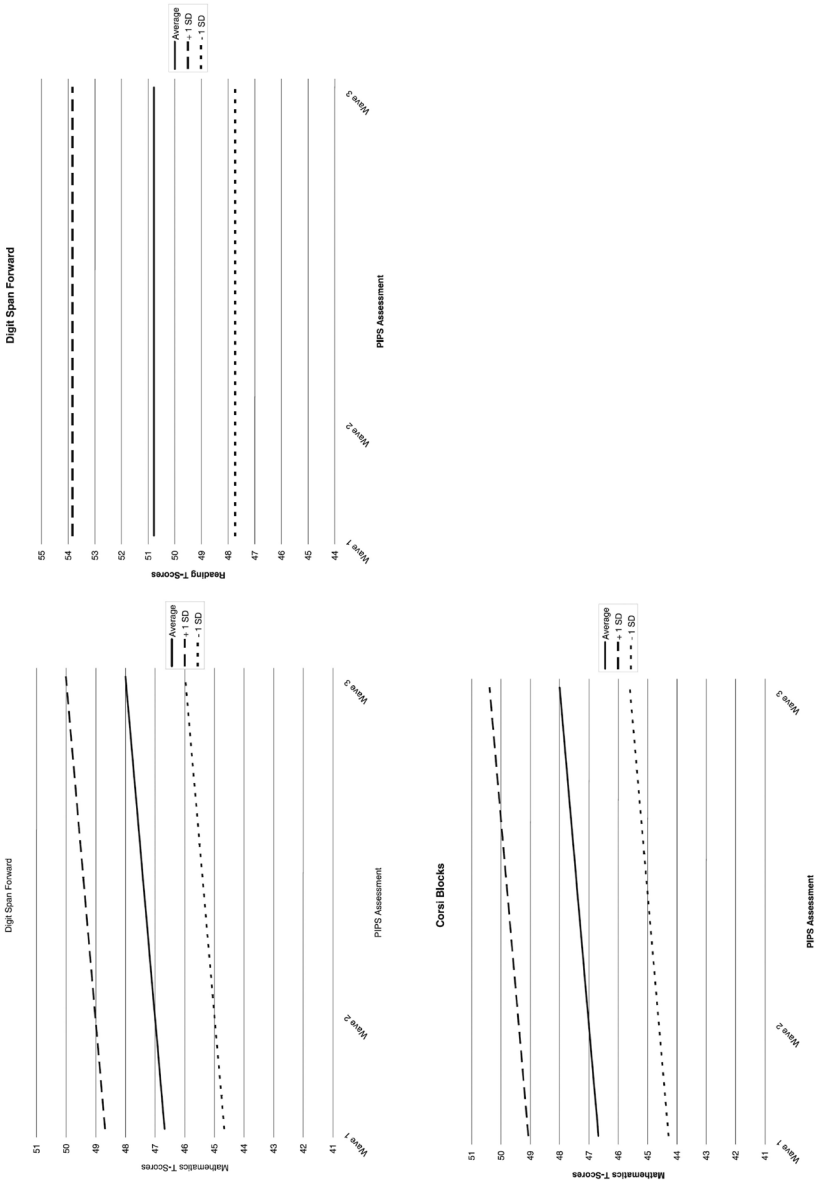 Digit Span Forward
51
50
49
48
47
46
45
44
43
42
41
Mathematics T-Scores
Wave 1
Wave 2
Wave 3
PIPS Assessment
Average
+ 1 SD
- 1 SD
Digit Span Forward
55
54
53
52
51
50
49
48
47
46
45
44
Reading T-Scores
Wave 1
Wave 2
Wave 3
PIPS Assessment
Average
+ 1 SD
- 1 SD
Corsi Blocks
51
50
49
48
47
46
45
44
43
42
41
Mathematics T-Scores
Wave 1
Wave 2
Wave 3
PIPS Assessment
Average
+ 1 SD
- 1 SD